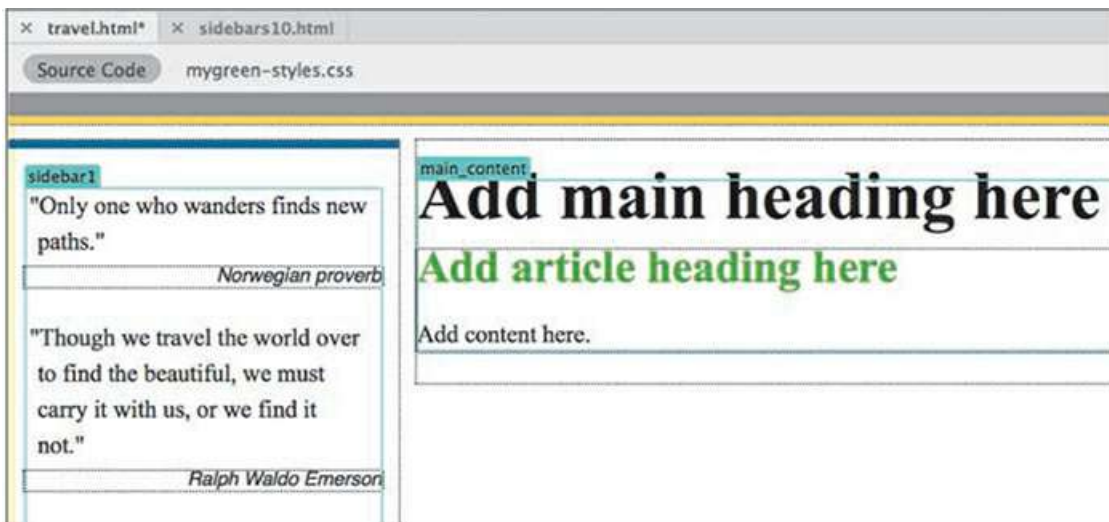 × travel.html* × sidebars10.html
Source Code mygreen-styles.css
sidebar1
"Only one who wanders finds new
paths."
Norwegian proverb
"Though we travel the world over
to find the beautiful, we must
carry it with us, or we find it
not."
Ralph Waldo Emerson
main_content
Add main heading here
Add article heading here
Add content here.